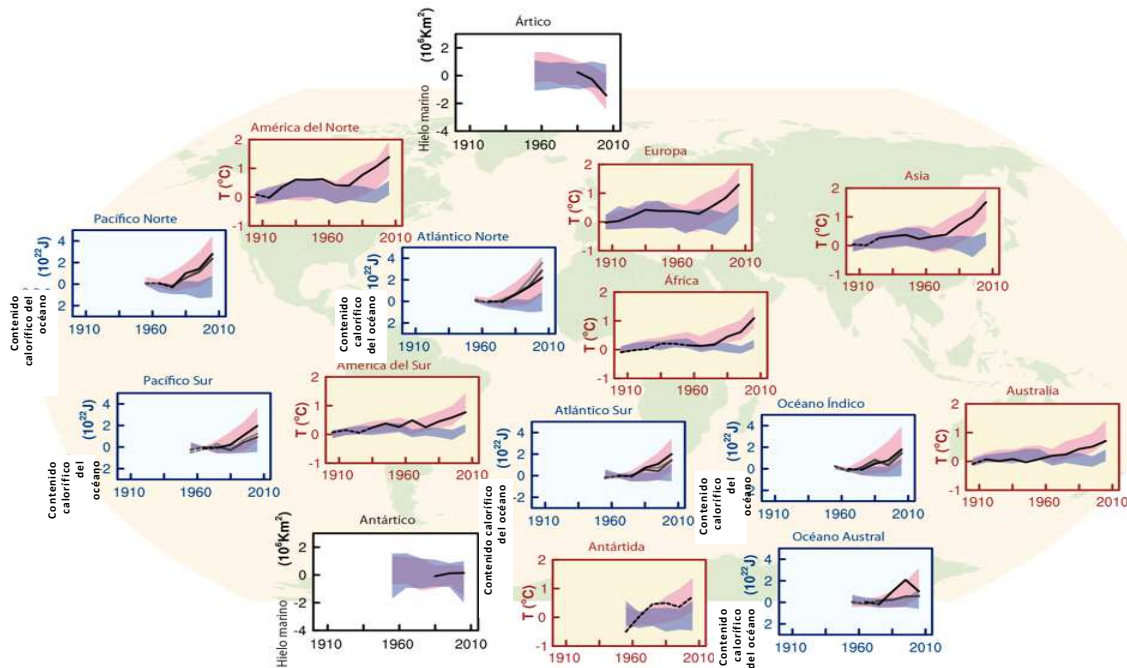 Ártico
Hielo marino (10⁶Km²)
2
0
-2
-4
1910 1960 2010
América del Norte
T (°C)
2
1
0
-1
1910 1960 2010
Europa
T (°C)
2
1
0
-1
1910 1960 2010
Asia
T (°C)
2
1
0
-1
1910 1960 2010
Pacífico Norte
Contenido
calorífico del
océano
(10²²J)
4
2
0
2
1910 1960 2010
Atlántico Norte
Contenido
calorífico
del océano
10²²J)
4
2
0
2
1910 1960 2010
África
T (°C)
2
1
0
-1
1910 1960 2010
Pacífico Sur
Contenido
calorífico del
océano
(10²²J)
4
2
0
-2
1910 1960 2010
América del Sur
T (°C)
2
1
0
-1
1910 1960 2010
Atlántico Sur
Contenido calorífico
del océano
(10²²J)
4
2
0
-2
1910 1960 2010
Océano Índico
Contenido
calorífico del
océano
(10²²J)
4
2
0
1910 1960 2010
Australia
T (°C)
2
1
0
-1
1910 1960 2010
Antártico
Hielo marino (10⁶Km²)
2
0
-2
-4
1910 1960 2010
Antártida
T (°C)
2
1
0
-1
1910 1960 2010
Océano Austral
Contenido
calorífico
del océano
(10²²J)
4
2
0
2
1910 1960 2010